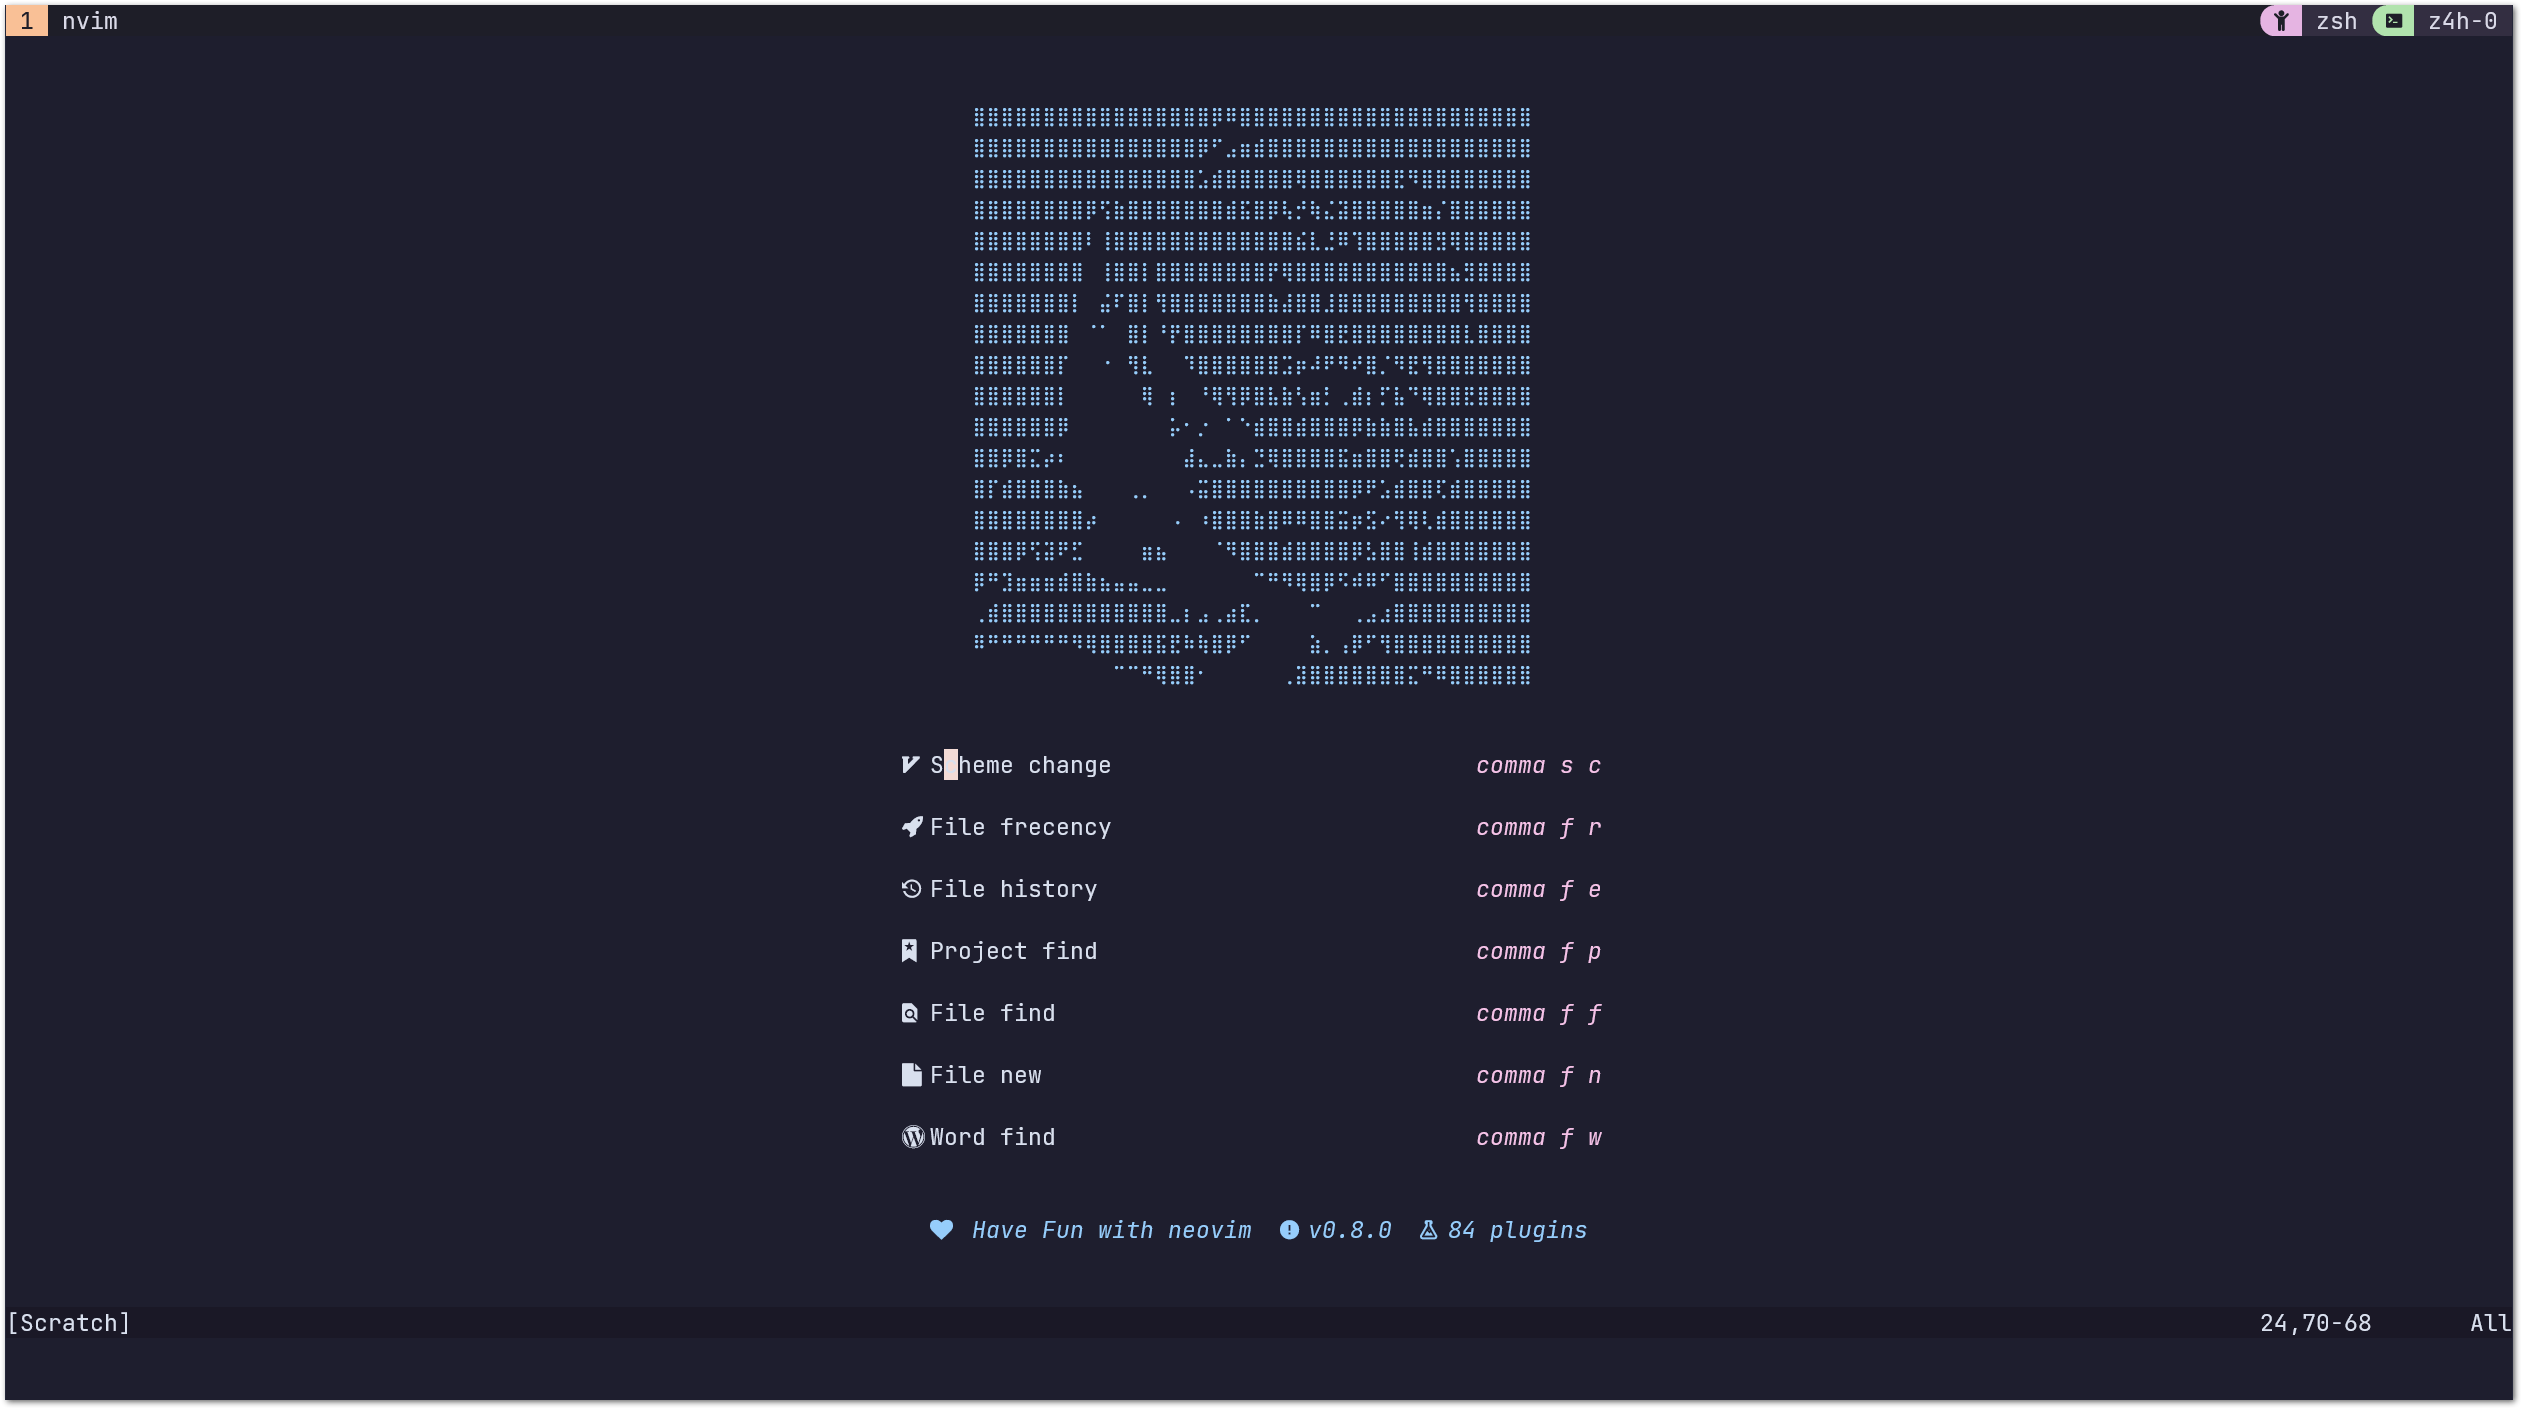 1 nvim zsh z4h-0
Scheme change comma s c
File frecency comma f r
File history comma f e
Project find comma f p
File find comma f f
File new comma f n
Word find comma f w
Have Fun with neovim v0.8.0 84 plugins
[Scratch] 24,70-68 All